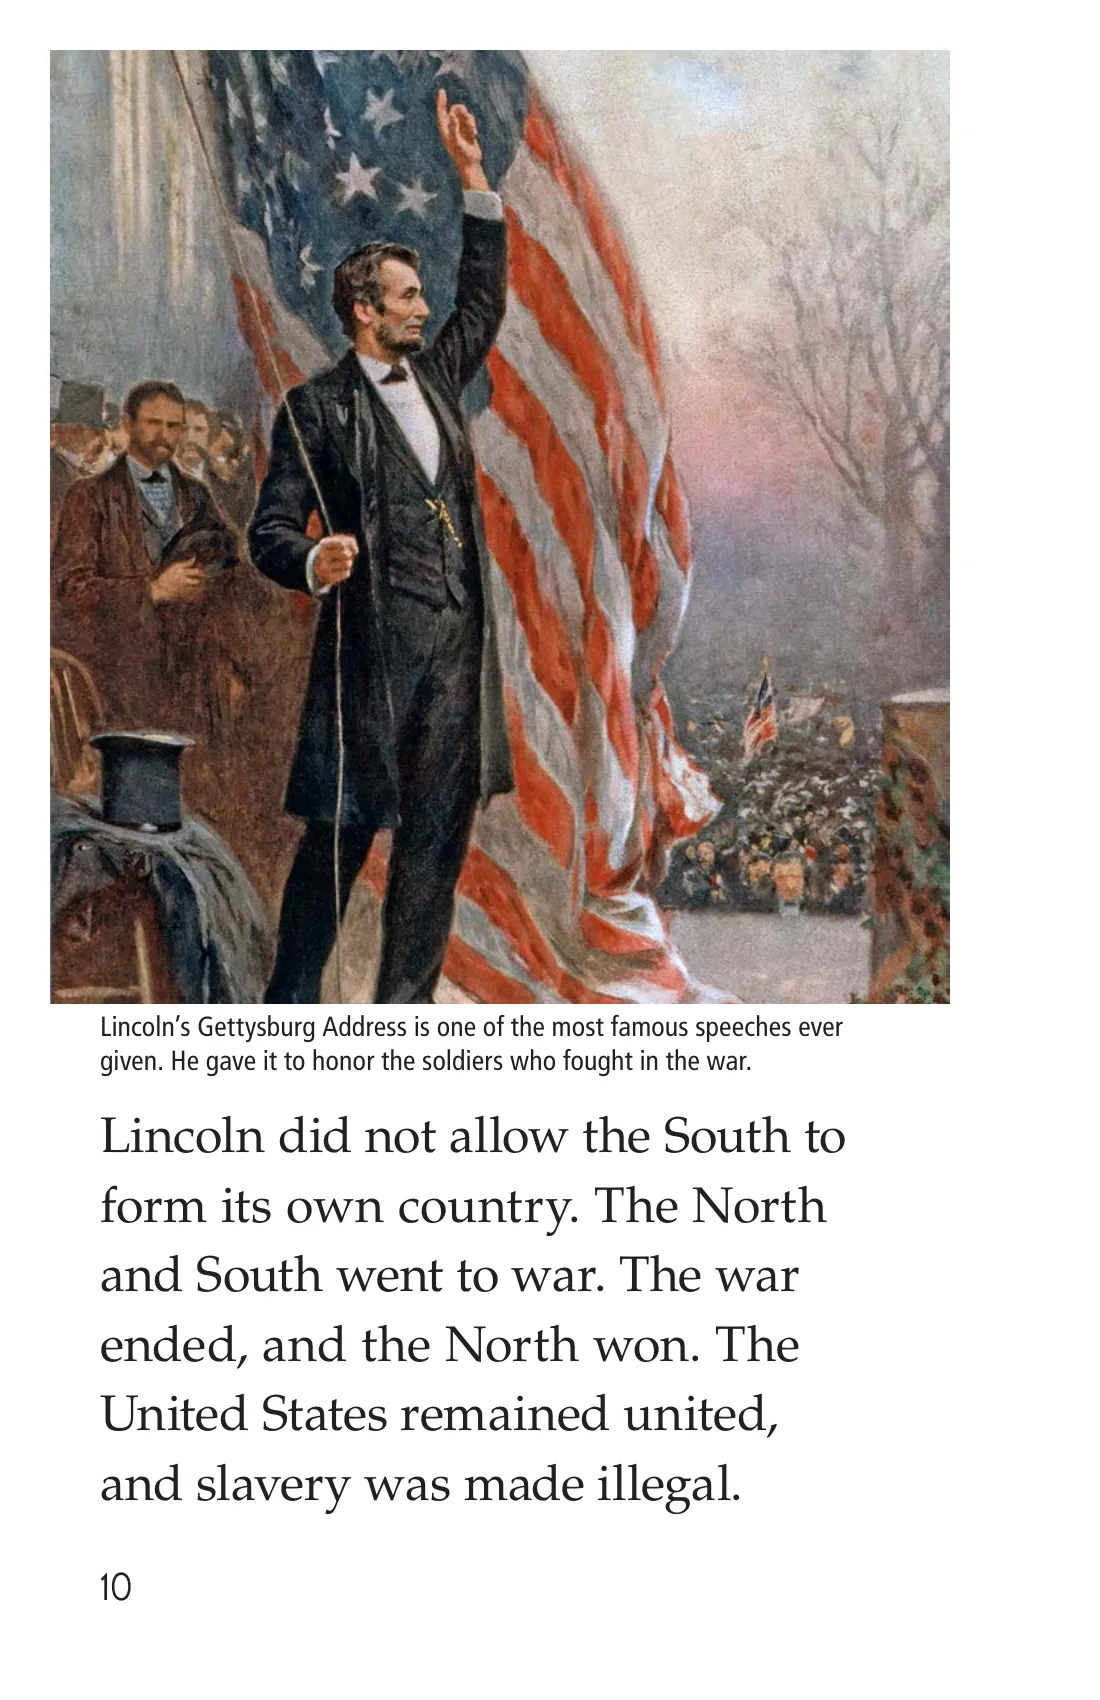 Lincoln’s Gettysburg Address is one of the most famous speeches ever
given. He gave it to honor the soldiers who fought in the war.
Lincoln did not allow the South to
form its own country. The North
and South went to war. The war
ended, and the North won. The
United States remained united,
and slavery was made illegal.
10